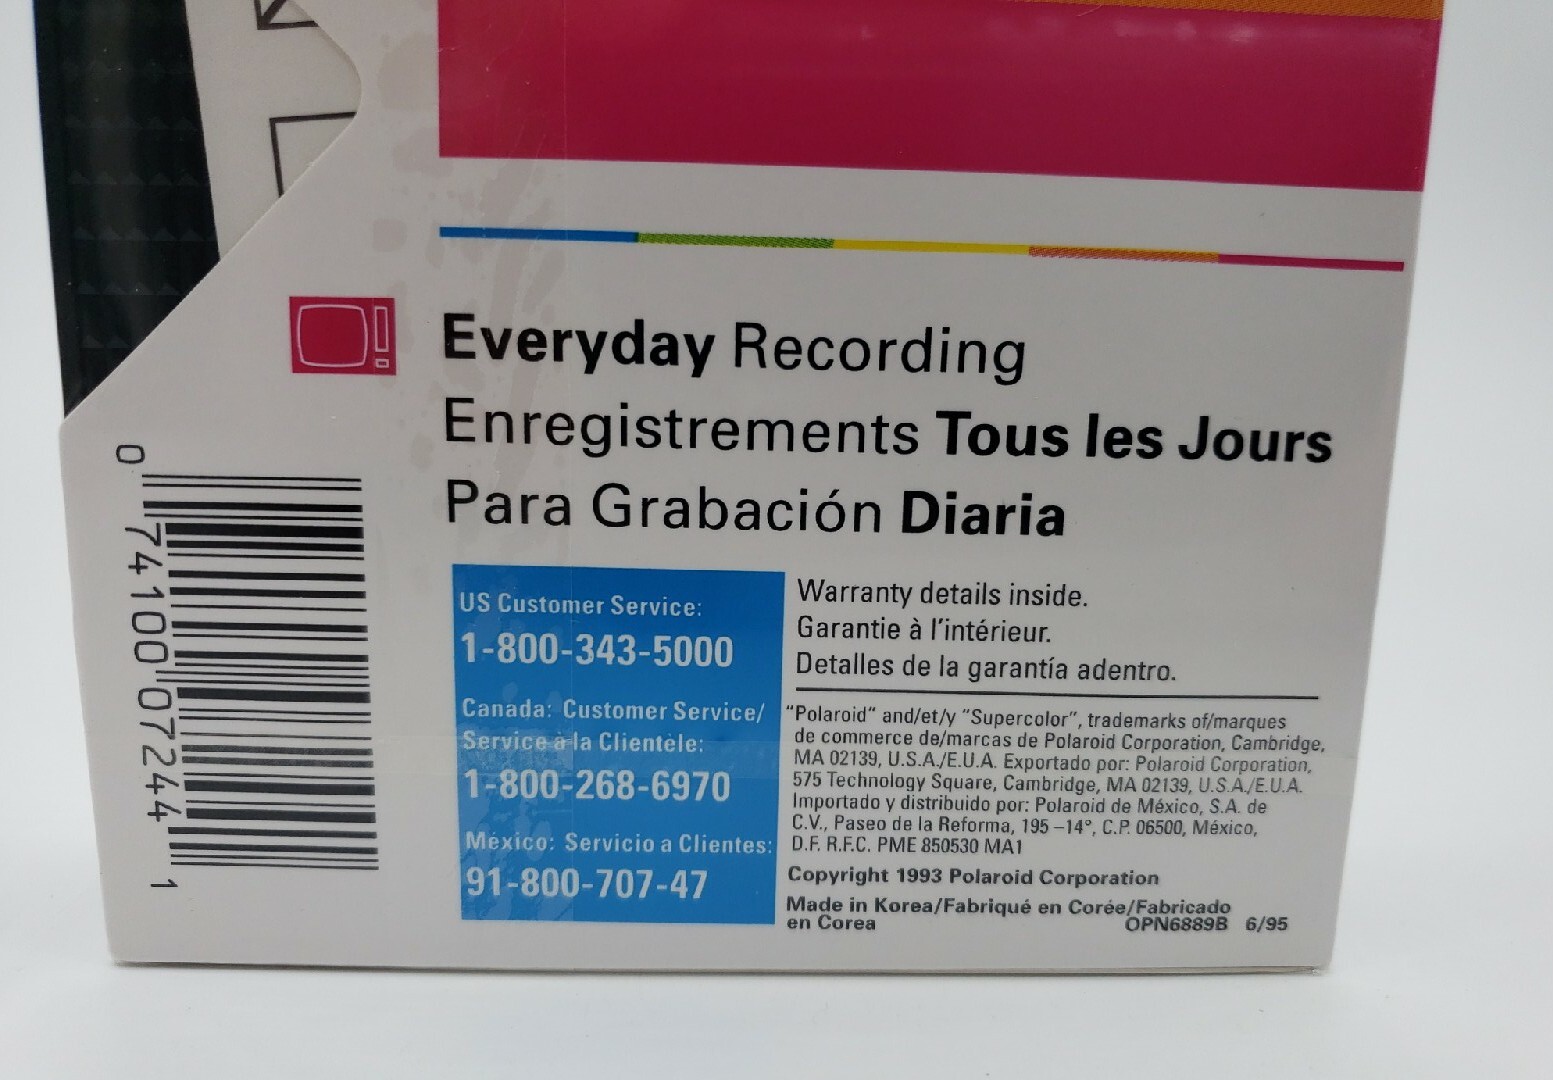 Everyday Recording
Enregistrements Tous les Jours
Para Grabación Diaria
0 74100 07244 1
US Customer Service:
1-800-343-5000
Canada: Customer Service/
Service à la Clientèle:
1-800-268-6970
México: Servicio a Clientes:
91-800-707-47
Warranty details inside.
Garantie à l'intérieur.
Detalles de la garantía adentro.
"Polaroid" and/et/y "Supercolor", trademarks of/marques
de commerce de/marcas de Polaroid Corporation, Cambridge,
MA 02139, U.S.A./E.U.A. Exportado por: Polaroid Corporation,
575 Technology Square, Cambridge, MA 02139, U.S.A./E.U.A.
Importado y distribuido por: Polaroid de México, S.A. de
C.V., Paseo de la Reforma, 195–14°, C.P. 06500, México,
D.F. R.F.C. PME 850530 MA1
Copyright 1993 Polaroid Corporation
Made in Korea/Fabriqué en Corée/Fabricado
en Corea OPN6889B 6/95